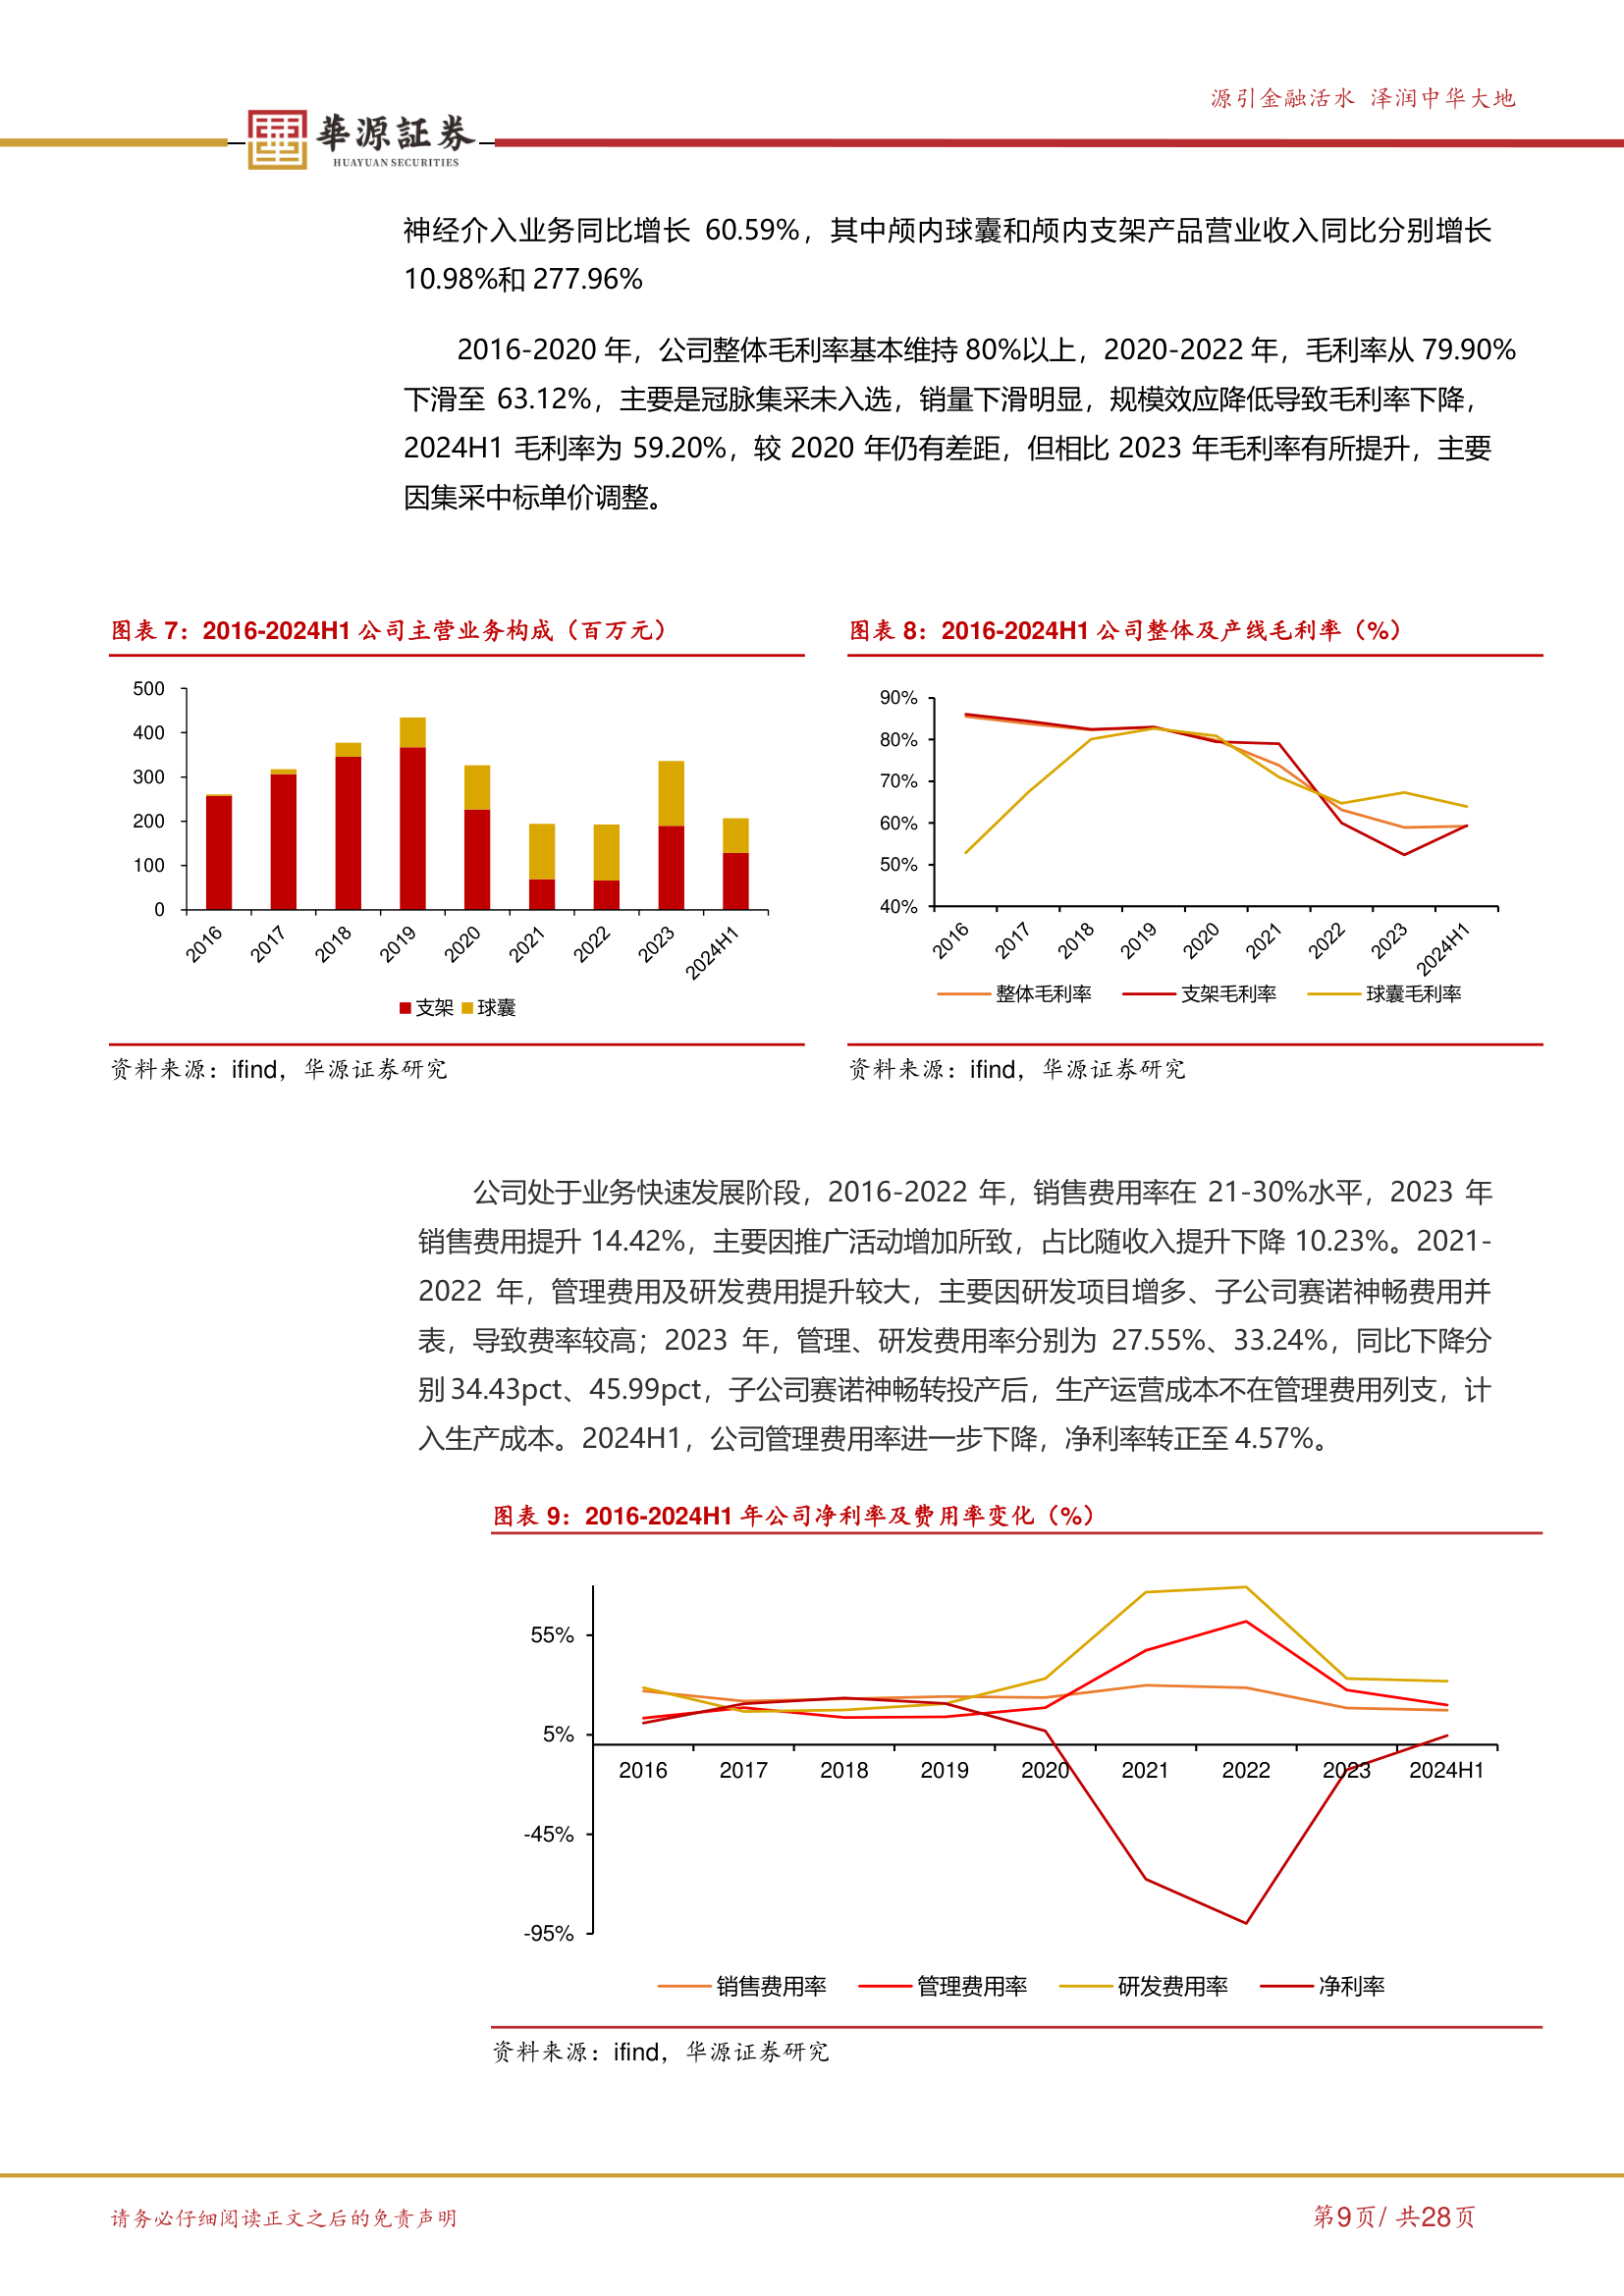 源引金融活水 泽润中华大地
華源証券
HUAYUAN SECURITIES
神经介入业务同比增长 60.59%，其中颅内球囊和颅内支架产品营业收入同比分别增长
10.98%和 277.96%
2016-2020 年，公司整体毛利率基本维持 80%以上，2020-2022 年，毛利率从 79.90%
下滑至 63.12%，主要是冠脉集采未入选，销量下滑明显，规模效应降低导致毛利率下降，
2024H1 毛利率为 59.20%，较 2020 年仍有差距，但相比 2023 年毛利率有所提升，主要
因集采中标单价调整。
图表 7：2016-2024H1 公司主营业务构成（百万元）
500
400
300
200
100
0
2016 2017 2018 2019 2020 2021 2022 2023 2024H1
支架 球囊
资料来源：ifind，华源证券研究
图表 8：2016-2024H1 公司整体及产线毛利率（%）
90%
80%
70%
60%
50%
40%
2016 2017 2018 2019 2020 2021 2022 2023 2024H1
整体毛利率 支架毛利率 球囊毛利率
资料来源：ifind，华源证券研究
公司处于业务快速发展阶段，2016-2022 年，销售费用率在 21-30%水平，2023 年
销售费用提升 14.42%，主要因推广活动增加所致，占比随收入提升下降 10.23%。2021-
2022 年，管理费用及研发费用提升较大，主要因研发项目增多、子公司赛诺神畅费用并
表，导致费率较高；2023 年，管理、研发费用率分别为 27.55%、33.24%，同比下降分
别 34.43pct、45.99pct，子公司赛诺神畅转投产后，生产运营成本不在管理费用列支，计
入生产成本。2024H1，公司管理费用率进一步下降，净利率转正至 4.57%。
图表 9：2016-2024H1 年公司净利率及费用率变化（%）
55%
5%
-45%
-95%
2016 2017 2018 2019 2020 2021 2022 2023 2024H1
销售费用率 管理费用率 研发费用率 净利率
资料来源：ifind，华源证券研究
请务必仔细阅读正文之后的免责声明
第9页/ 共28页